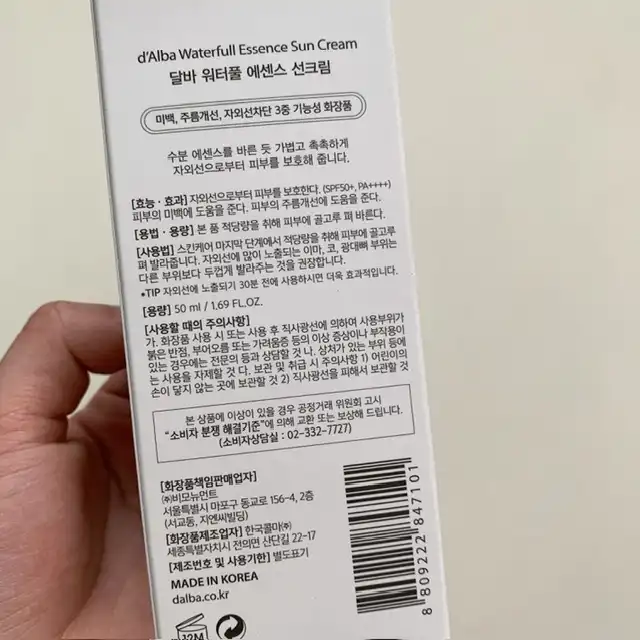 d'Alba Waterfull Essence Sun Cream
달바 워터풀 에센스 선크림
미백, 주름개선, 자외선차단 3중 기능성 화장품
수분 에센스를 바른 듯 가볍고 촉촉하게
자외선으로부터 피부를 보호해 줍니다.
[효능 · 효과] 자외선으로부터 피부를 보호한다. (SPF50+, PA++++)
피부의 미백에 도움을 준다. 피부의 주름개선에 도움을 준다.
[용법 · 용량] 본 품 적당량을 취해 피부에 골고루 펴 바른다.
[사용법] 스킨케어 마지막 단계에서 적당량을 취해 피부에 골고루
펴 발라줍니다. 자외선에 많이 노출되는 이마, 코, 광대뼈 부위는
다른 부위보다 두껍게 발라주는 것을 권장합니다.
*TIP 자외선에 노출되기 30분 전에 사용하시면 더욱 효과적입니다.
[용량] 50 ml / 1.69 FL.OZ.
[사용할 때의 주의사항]
가. 화장품 사용 시 또는 사용 후 직사광선에 의하여 사용부위가
붉은 반점, 부어오름 또는 가려움증 등의 이상 증상이나 부작용이
있는 경우에는 전문의 등과 상담할 것 나. 상처가 있는 부위 등에
는 사용을 자제할 것 다. 보관 및 취급 시 주의사항 1) 어린이의
손이 닿지 않는 곳에 보관할 것 2) 직사광선을 피해서 보관할 것
본 상품에 이상이 있을 경우 공정거래 위원회 고시
"소비자 분쟁 해결기준"에 의해 교환 또는 보상해 드립니다.
(소비자상담실 : 02-332-7727)
[화장품책임판매업자]
㈜비모뉴먼트
서울특별시 마포구 동교로 156-4, 2층
(서교동, 지엔씨빌딩)
[화장품제조업자] 한국콜마㈜
세종특별자치시 전의면 산단길 22-17
[제조번호 및 사용기한] 별도표기
MADE IN KOREA
dalba.co.kr
12M
8 809222 847101